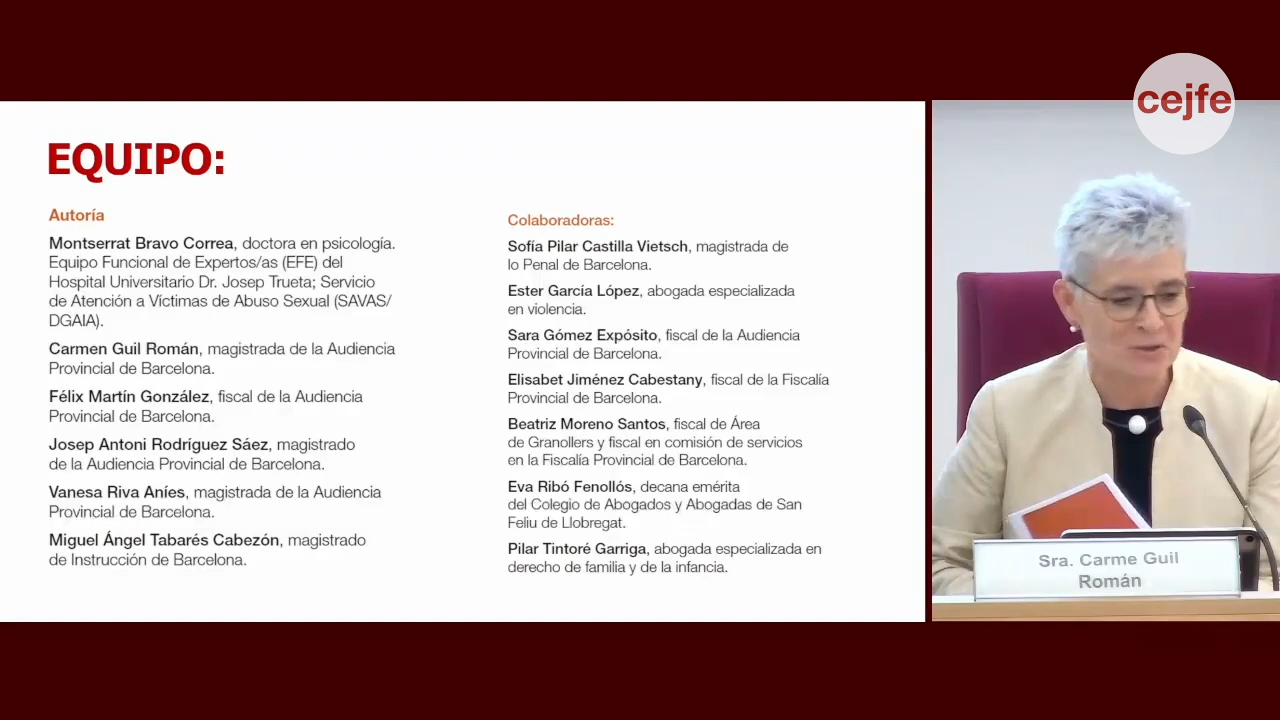 cejfe
EQUIPO:
Autoría
Montserrat Bravo Correa, doctora en psicología.
Equipo Funcional de Expertos/as (EFE) del
Hospital Universitario Dr. Josep Trueta; Servicio
de Atención a Víctimas de Abuso Sexual (SAVAS/
DGAIA).
Carmen Guil Román, magistrada de la Audiencia
Provincial de Barcelona.
Félix Martín González, fiscal de la Audiencia
Provincial de Barcelona.
Josep Antoni Rodríguez Sáez, magistrado
de la Audiencia Provincial de Barcelona.
Vanesa Riva Aníes, magistrada de la Audiencia
Provincial de Barcelona.
Miguel Ángel Tabarés Cabezón, magistrado
de Instrucción de Barcelona.
Colaboradoras:
Sofía Pilar Castilla Vietsch, magistrada de
lo Penal de Barcelona.
Ester García López, abogada especializada
en violencia.
Sara Gómez Expósito, fiscal de la Audiencia
Provincial de Barcelona.
Elisabet Jiménez Cabestany, fiscal de la Fiscalía
Provincial de Barcelona.
Beatriz Moreno Santos, fiscal de Área
de Granollers y fiscal en comisión de servicios
en la Fiscalía Provincial de Barcelona.
Eva Ribó Fenollós, decana emérita
del Colegio de Abogados y Abogadas de San
Feliu de Llobregat.
Pilar Tintoré Garriga, abogada especializada en
derecho de familia y de la infancia.
Sra. Carme Guil
Román